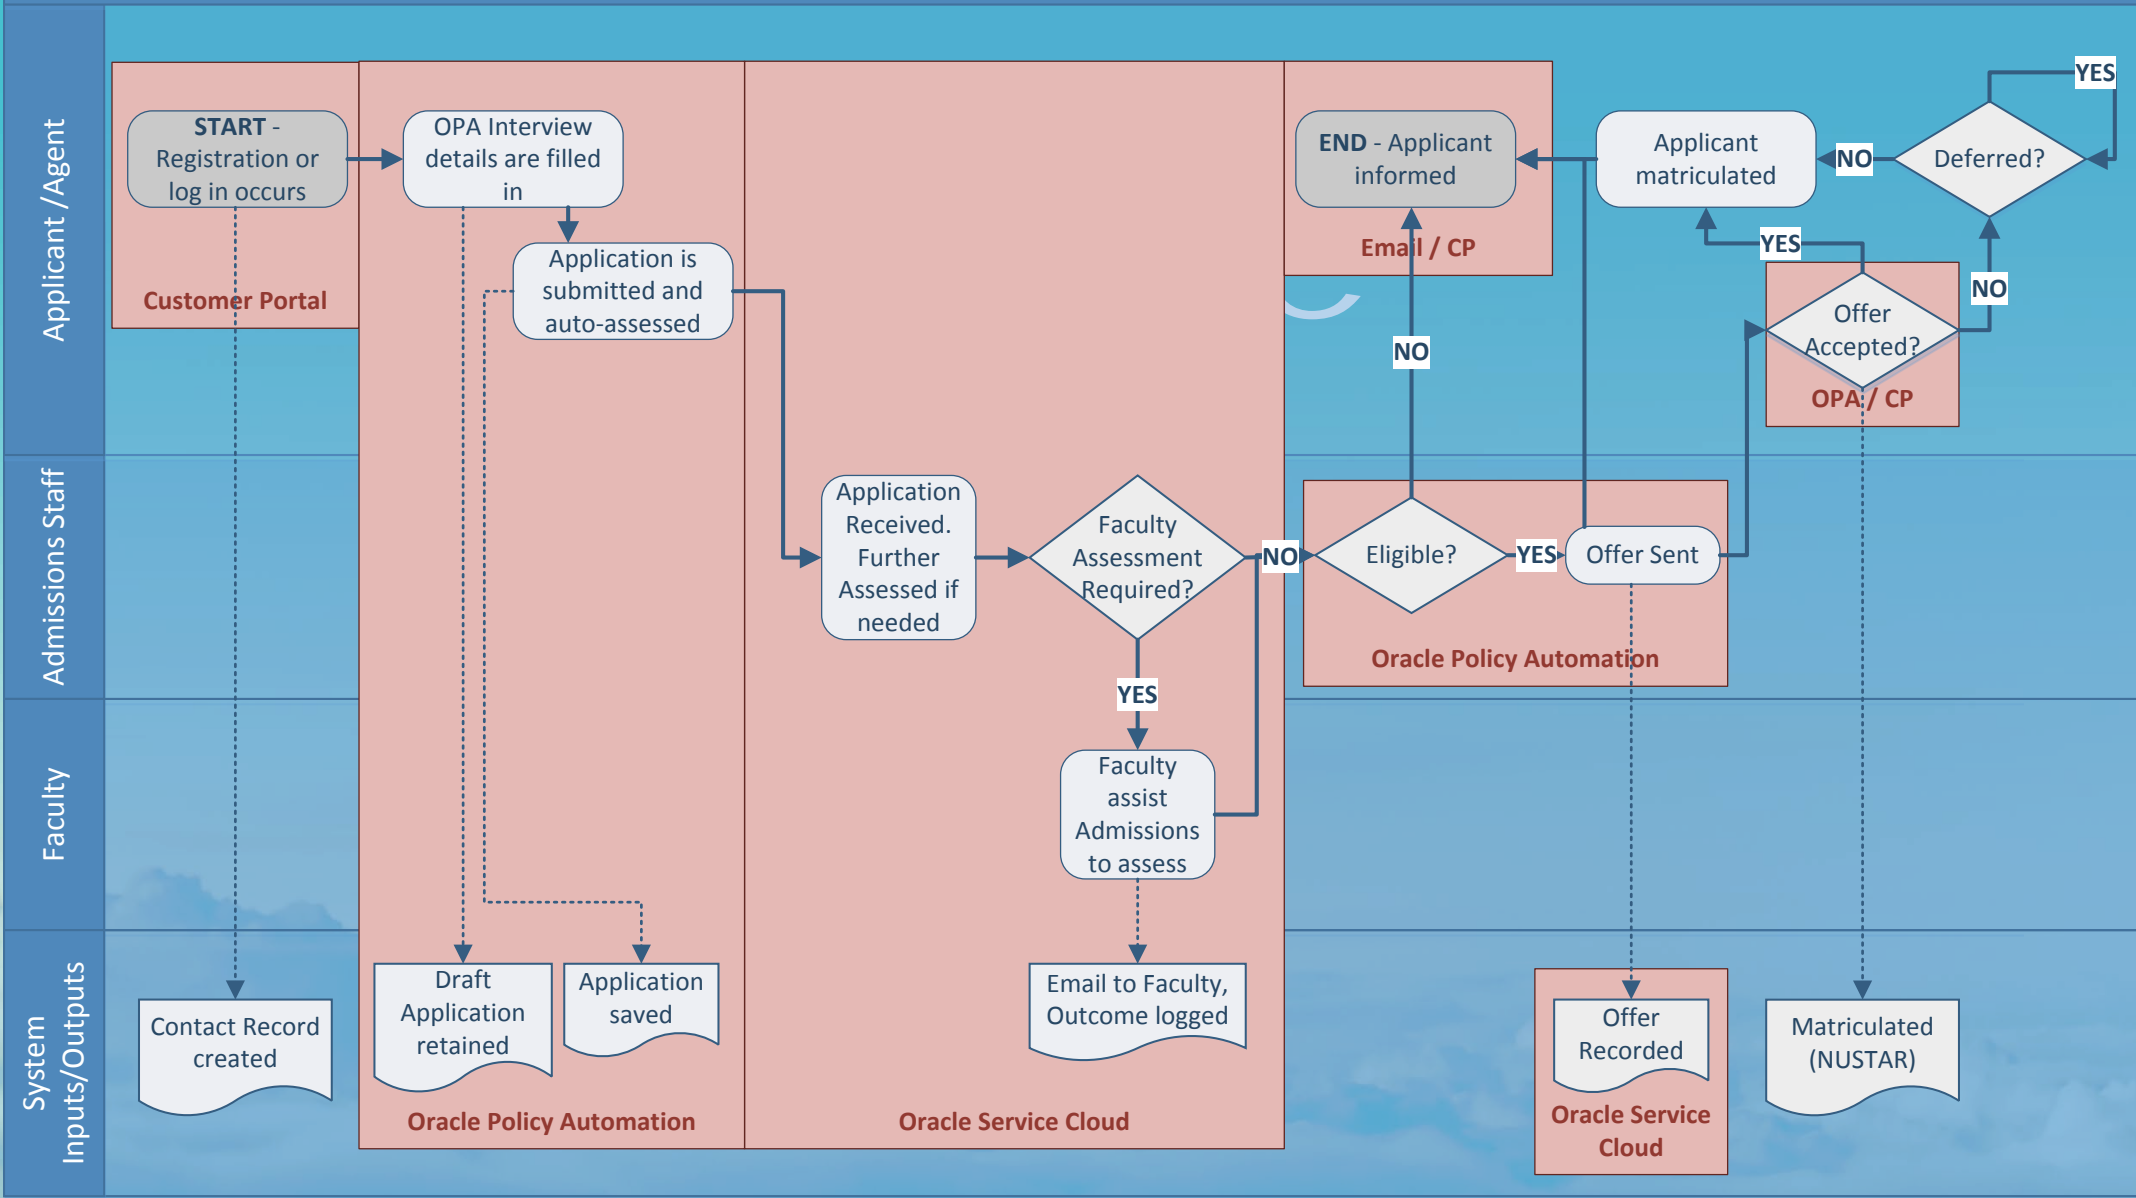 Applicant /Agent
START -
Registration or
log in occurs
Customer Portal
OPA Interview
details are filled
in
Application is
submitted and
auto-assessed
END - Applicant
informed
Email / CP
Applicant
matriculated
NO
Deferred?
YES
YES
NO
Offer
Accepted?
OPA / CP
NO
Admissions Staff
Application
Received.
Further
Assessed if
needed
Faculty
Assessment
Required?
NO
Eligible?
YES
Offer Sent
Oracle Policy Automation
YES
Faculty
Faculty
assist
Admissions
to assess
System
Inputs/Outputs
Contact Record
created
Draft
Application
retained
Application
saved
Oracle Policy Automation
Email to Faculty,
Outcome logged
Oracle Service Cloud
Offer
Recorded
Oracle Service
Cloud
Matriculated
(NUSTAR)